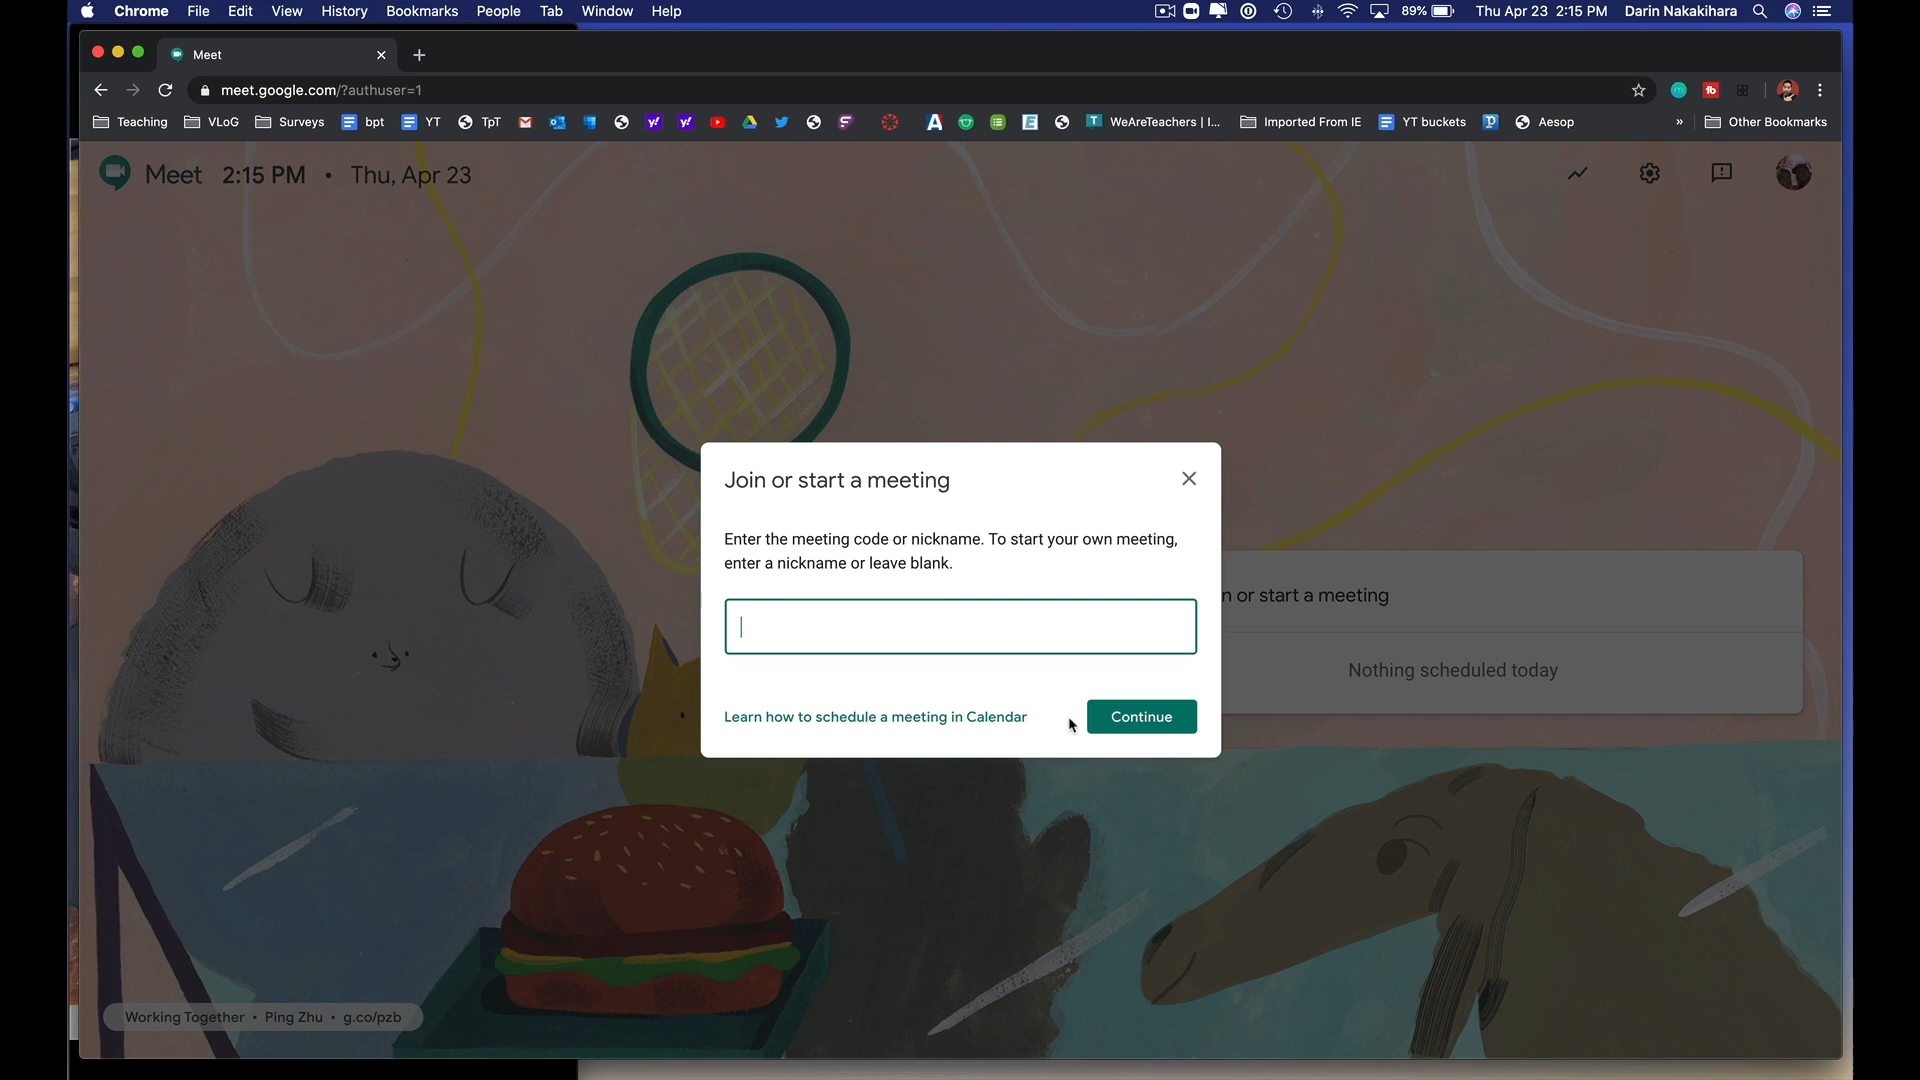 Chrome File Edit View History Bookmarks People Tab Window Help 89% Thu Apr 23 2:15 PM Darin Nakakihara
Meet
meet.google.com/?authuser=1
Teaching VLoG Surveys bpt YT TpT WeAreTeachers | I... Imported From IE YT buckets Aesop » Other Bookmarks
Meet 2:15 PM • Thu, Apr 23
Join or start a meeting
Enter the meeting code or nickname. To start your own meeting,
enter a nickname or leave blank.
n or start a meeting
Nothing scheduled today
Learn how to schedule a meeting in Calendar Continue
Working Together • Ping Zhu • g.co/pzb